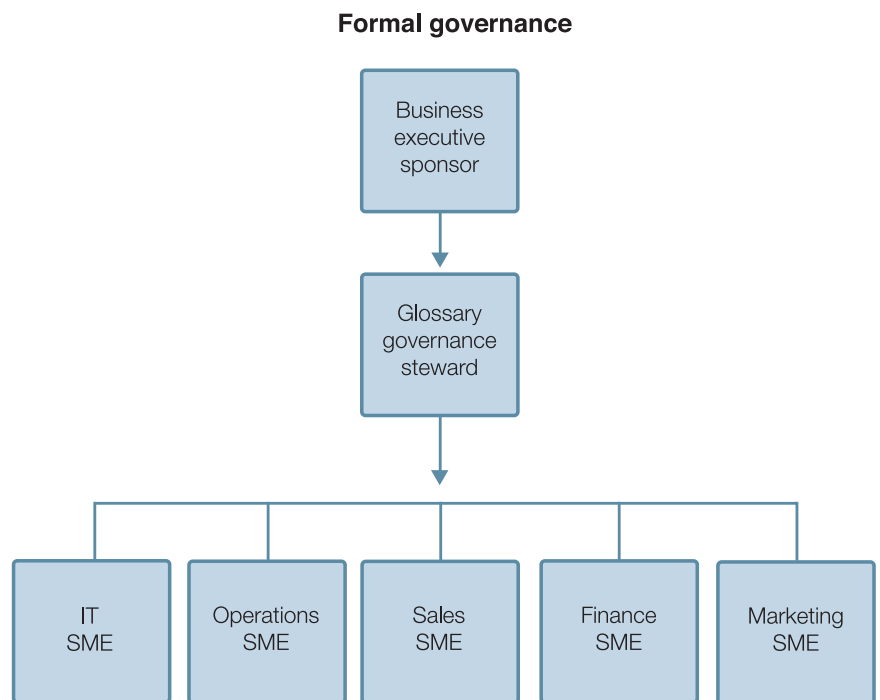 Formal governance
Business
executive
sponsor
Glossary
governance
steward
IT
SME
Operations
SME
Sales
SME
Finance
SME
Marketing
SME